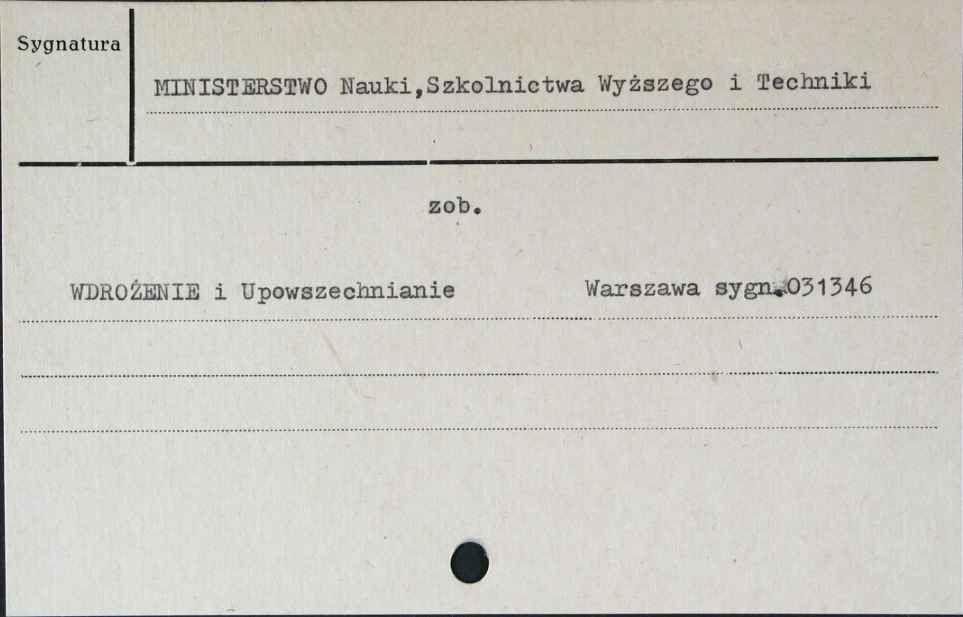 Sygnatura
MINISTERSTWO Nauki,Szkolnictwa Wyższego i Techniki
zob.
WDROŻENIE i Upowszechnianie Warszawa sygn.031346